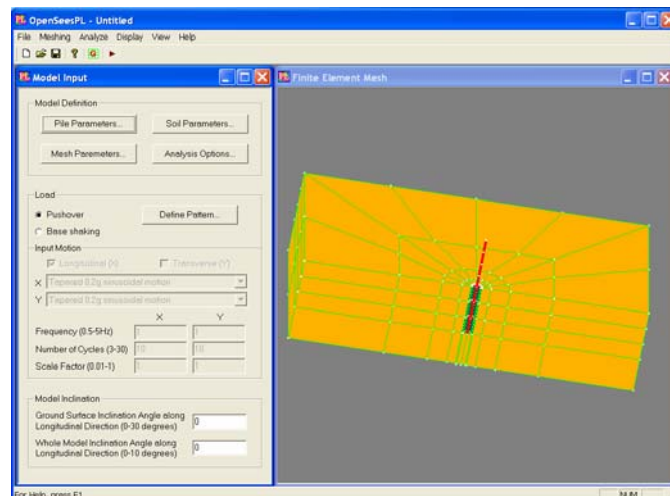 OpenSeesPL - Untitled
File Meshing Analyze Display View Help
Model Input
Finite Element Mesh
Model Definition
Pile Parameters... Soil Parameters...
Mesh Paremeters... Analysis Options...
Load
Pushover Define Pattern...
Base shaking
Input Motion
Longitudinal (X) Transverse (Y)
X Tapered 0.2g sinusoidal motion
Y Tapered 0.2g sinusoidal motion
X Y
Frequency (0.5-5Hz) 1 1
Number of Cycles (3-30) 10 10
Scale Factor (0.01-1) 1
Model Inclination
Ground Surface Inclination Angle along
Longitudinal Direction (0-30 degrees) 0
Whole Model Inclination Angle along
Longitudinal Direction (0-10 degrees) 0
For Help, press F1 NUM